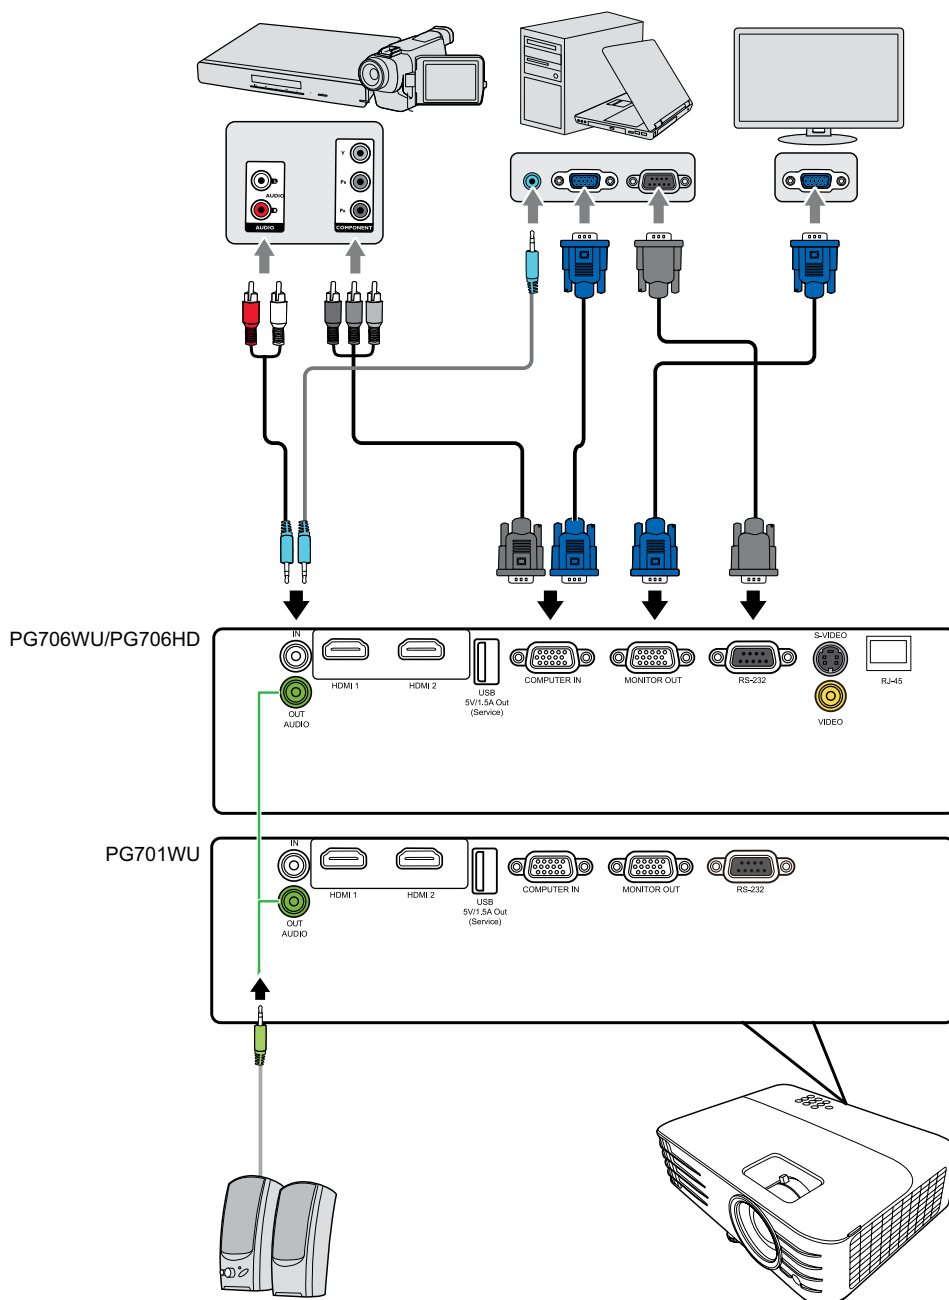 Y
PB
PR
L
AUDIO
R
AUDIO
COMPONENT
PG706WU/PG706HD
IN
OUT
AUDIO
HDMI 1
HDMI 2
USB
5V/1.5A Out
(Service)
COMPUTER IN
MONITOR OUT
RS-232
S-VIDEO
VIDEO
RJ-45
PG701WU
IN
OUT
AUDIO
HDMI 1
HDMI 2
USB
5V/1.5A Out
(Service)
COMPUTER IN
MONITOR OUT
RS-232